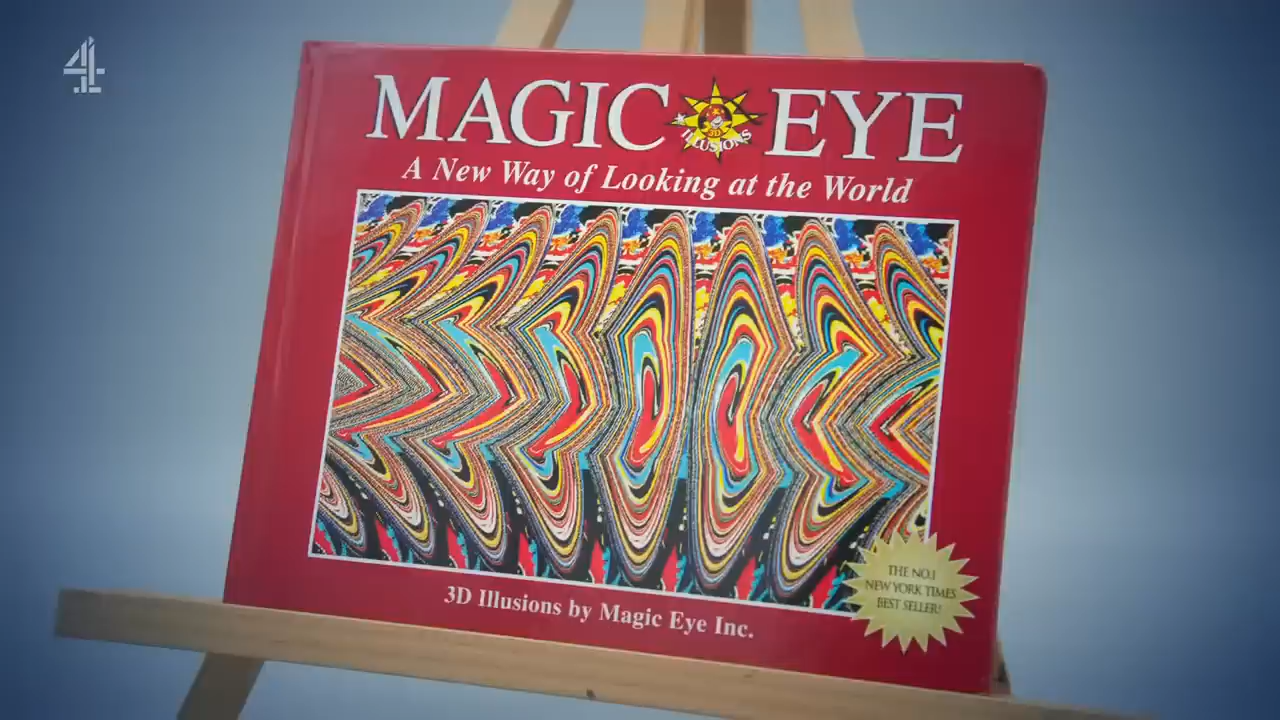 4
MAGIC EYE
3D
ILLUSIONS
A New Way of Looking at the World
THE NO.1
NEW YORK TIMES
BEST SELLER!
3D Illusions by Magic Eye Inc.